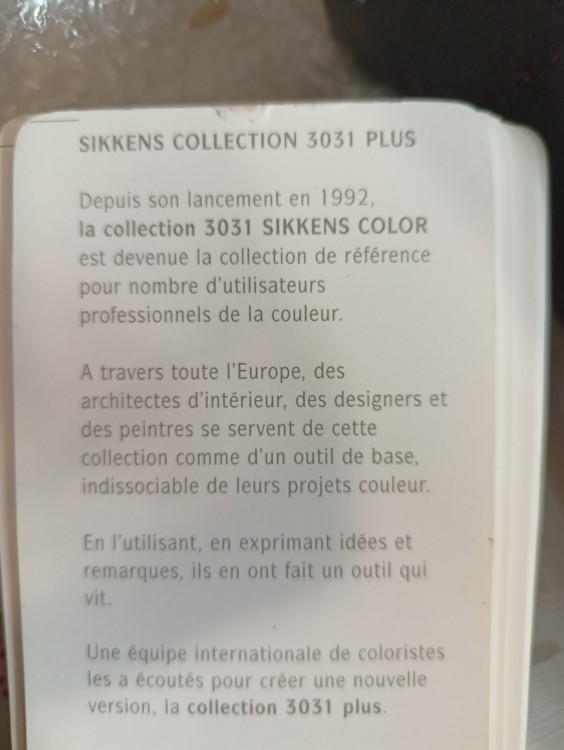 SIKKENS COLLECTION 3031 PLUS
Depuis son lancement en 1992,
la collection 3031 SIKKENS COLOR
est devenue la collection de référence
pour nombre d'utilisateurs
professionnels de la couleur.
A travers toute l'Europe, des
architectes d'intérieur, des designers et
des peintres se servent de cette
collection comme d'un outil de base,
indissociable de leurs projets couleur.
En l'utilisant, en exprimant idées et
remarques, ils en ont fait un outil qui
vit.
Une équipe internationale de coloristes
les a écoutés pour créer une nouvelle
version, la collection 3031 plus.